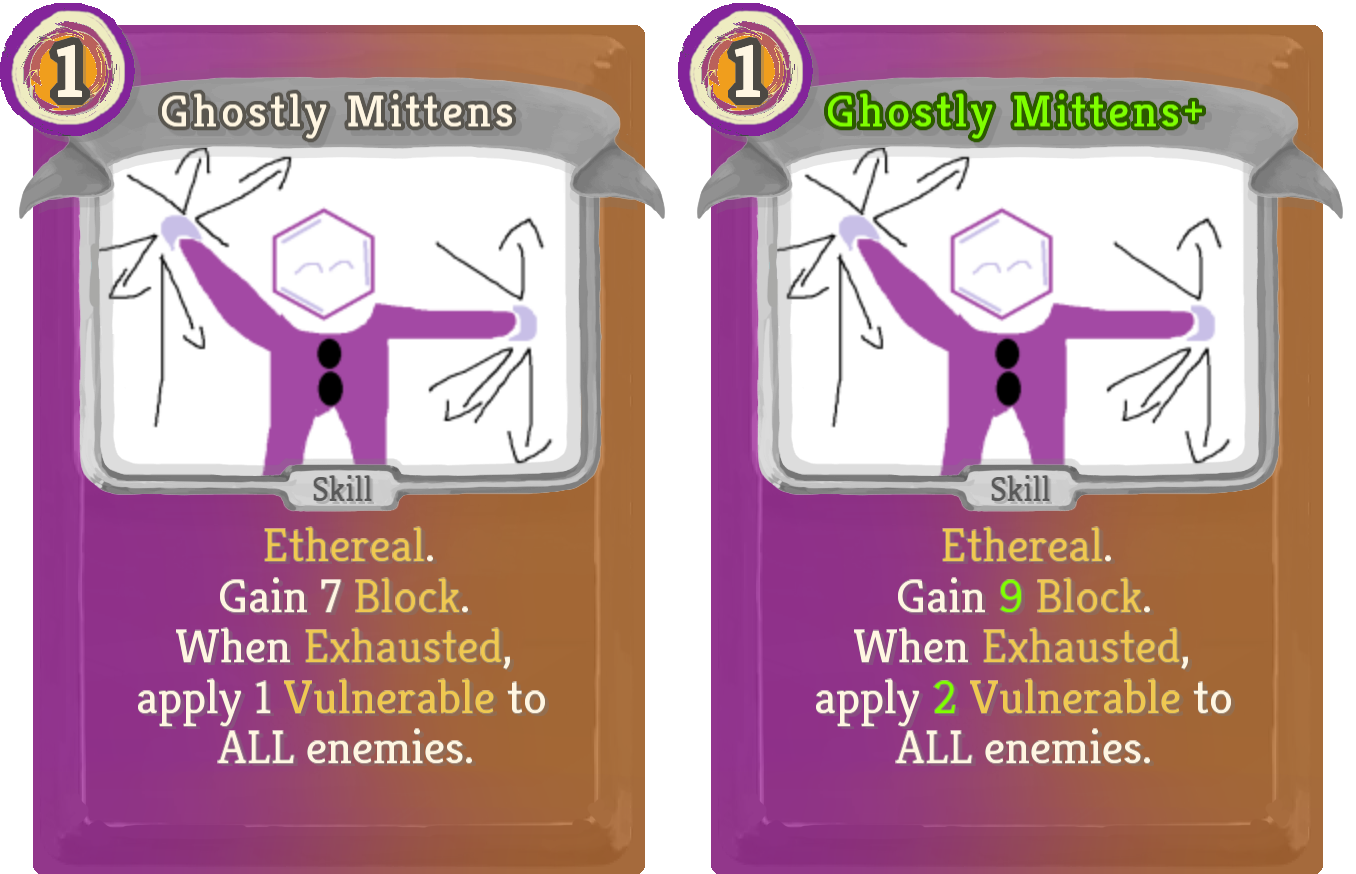 1
Ghostly Mittens
Skill
Ethereal.
Gain 7 Block.
When Exhausted,
apply 1 Vulnerable to
ALL enemies.
1
Ghostly Mittens+
Skill
Ethereal.
Gain 9 Block.
When Exhausted,
apply 2 Vulnerable to
ALL enemies.